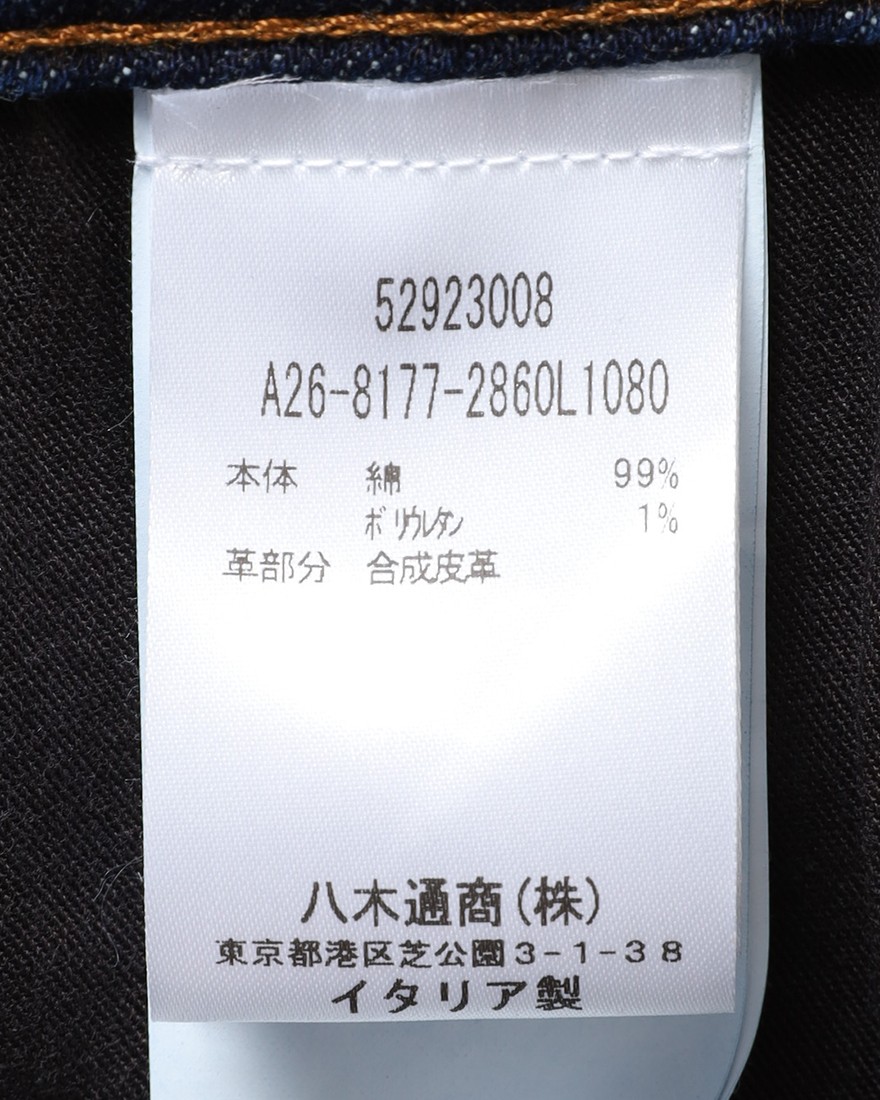 52923008
A26-8177-2860L1080
本体 綿 99%
ポリウレタン 1%
革部分 合成皮革
八木通商(株)
東京都港区芝公園3-1-38
イタリア製